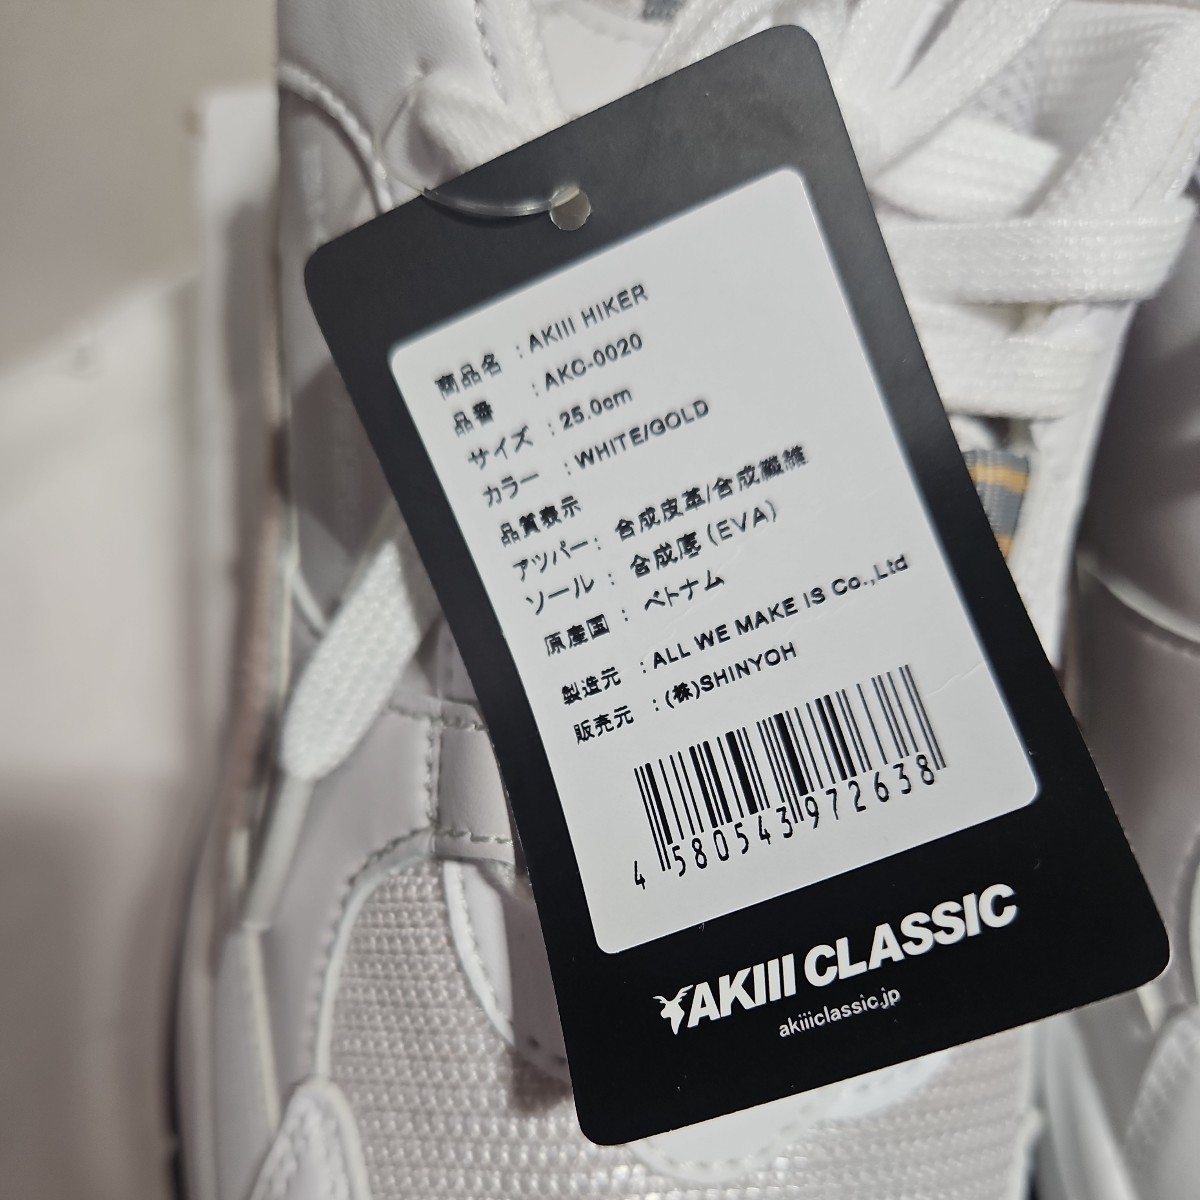 商品名 : AKIII HIKER
品番 : AKC-0020
サイズ : 25.0cm
カラー : WHITE/GOLD
品質表示
アッパー : 合成皮革/合成繊維
ソール : 合成底 (EVA)
原産国 : ベトナム
製造元 : ALL WE MAKE IS Co.,Ltd
販売元 : (株)SHINYOH
4 580543 972638
AKIII CLASSIC
akiiiclassic.jp